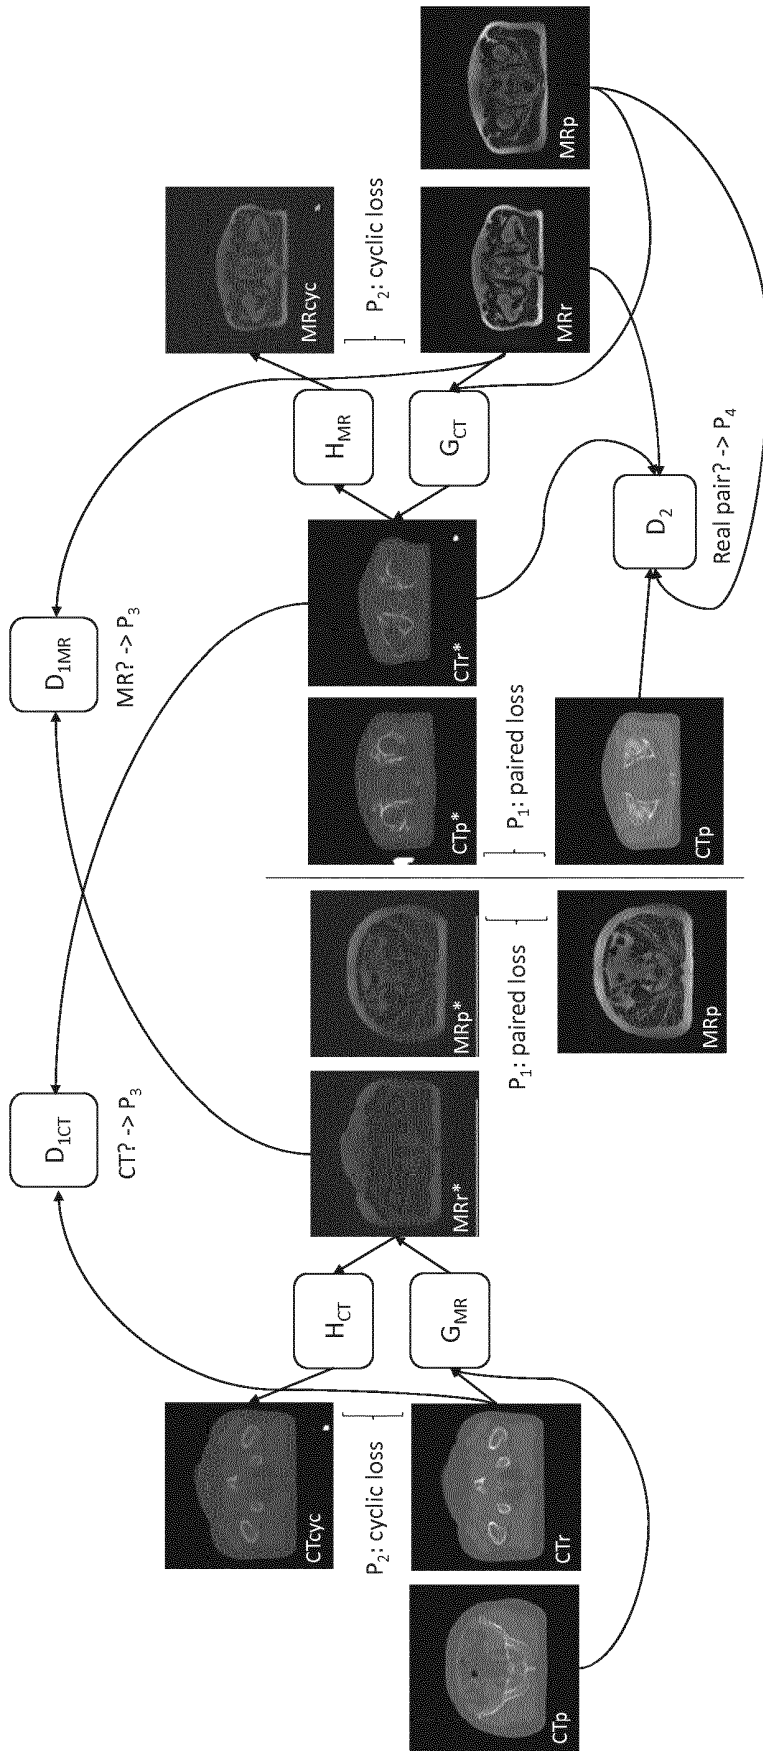 D1CT
CT? -> P3
D1MR
MR? -> P3
CTcyc
MRcyc
P2: cyclic loss
P2: cyclic loss
HCT
HMR
MRr*
MRp*
CTp*
CTr*
CTp
CTr
GMR
GCT
MRr
MRp
P1: paired loss
P1: paired loss
MRp
CTp
D2
Real pair? -> P4